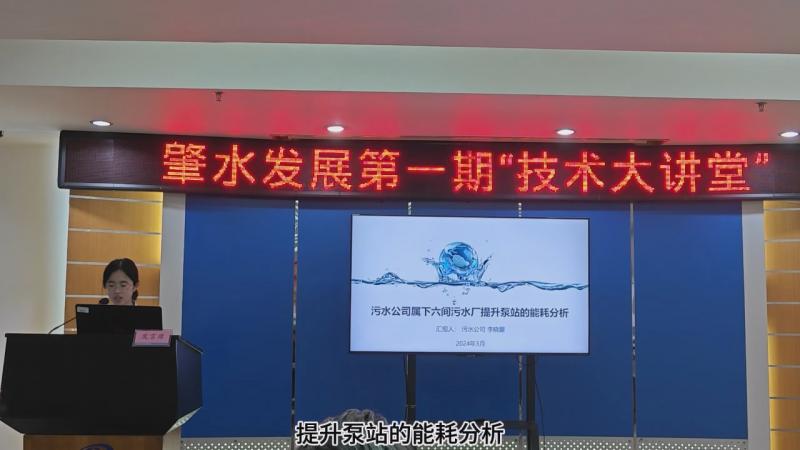 肇水发展第一期“技术大讲堂”
污水公司属下六间污水厂提升泵站的能耗分析
汇报人： 污水公司 李晓
2024年3月
发言席
提升泵站的能耗分析